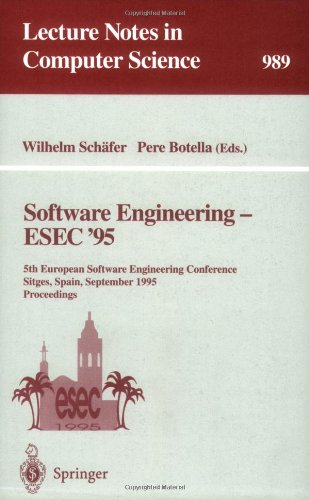 Lecture Notes in
Computer Science 989
Wilhelm Schäfer Pere Botella (Eds.)
Software Engineering –
ESEC '95
5th European Software Engineering Conference
Sitges, Spain, September 1995
Proceedings
esec
1995
Springer